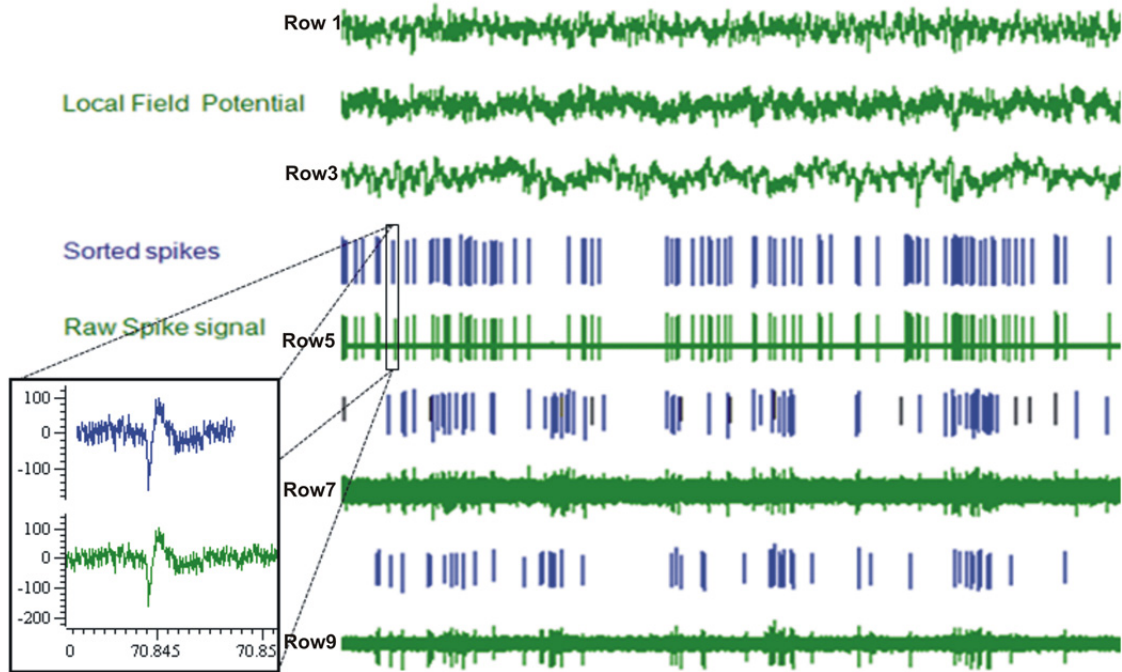 Row 1
Local Field Potential
Row3
Sorted spikes
Raw Spike signal
Row5
100
0
-100
Row7
100
0
-100
-200
0 70.845 70.85
Row9